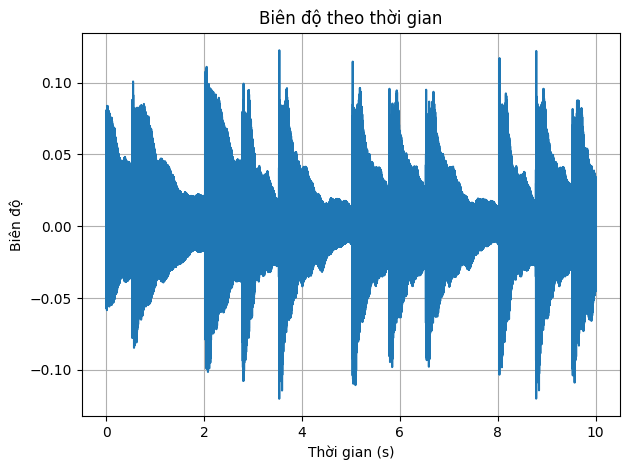 Biên độ theo thời gian
Biên độ
0.10
0.05
0.00
−0.05
−0.10
0 2 4 6 8 10
Thời gian (s)